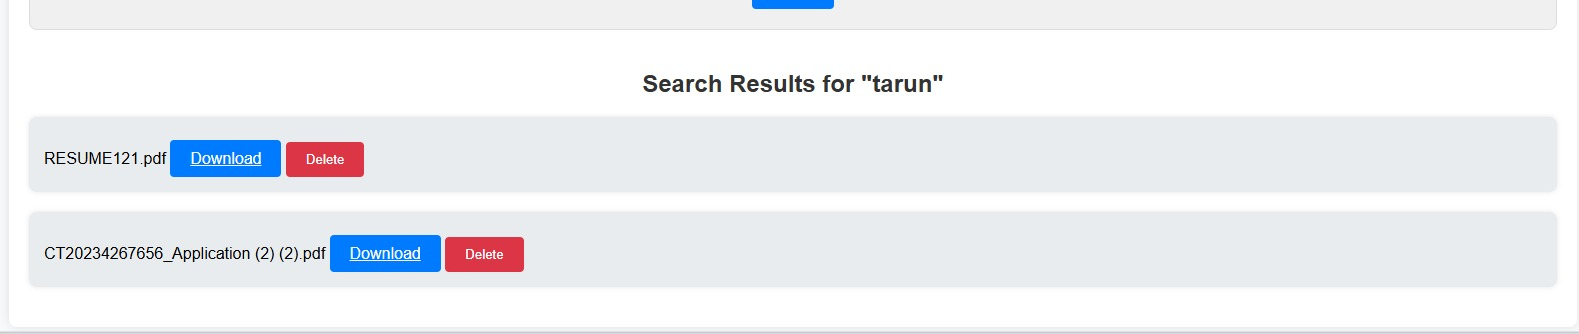 Search Results for "tarun"
RESUME121.pdf Download Delete
CT20234267656_Application (2) (2).pdf Download Delete